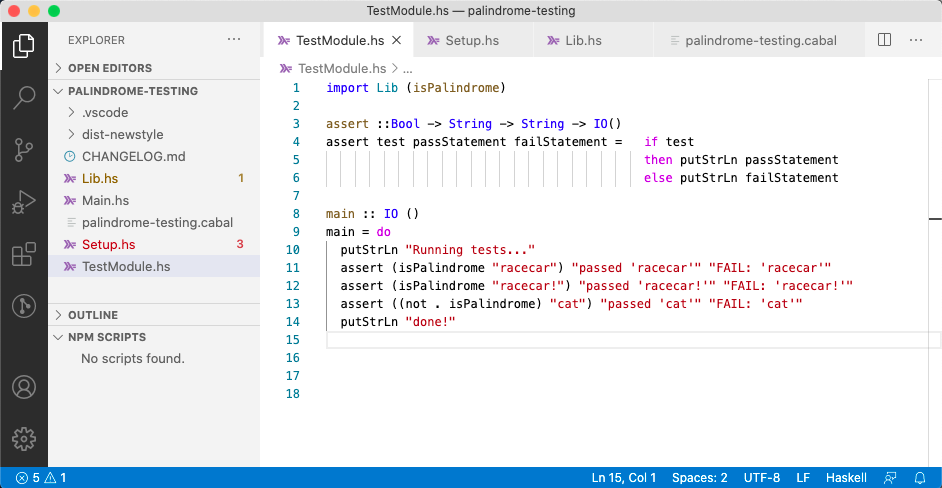 TestModule.hs — palindrome-testing
EXPLORER
OPEN EDITORS
PALINDROME-TESTING
.vscode
dist-newstyle
CHANGELOG.md
Lib.hs 1
Main.hs
palindrome-testing.cabal
Setup.hs 3
TestModule.hs
OUTLINE
NPM SCRIPTS
No scripts found.
TestModule.hs Setup.hs Lib.hs palindrome-testing.cabal
TestModule.hs > ...
1 import Lib (isPalindrome)
2
3 assert ::Bool -> String -> String -> IO()
4 assert test passStatement failStatement =   if test
5                                             then putStrLn passStatement
6                                             else putStrLn failStatement
7
8 main :: IO ()
9 main = do
10   putStrLn "Running tests..."
11   assert (isPalindrome "racecar") "passed 'racecar'" "FAIL: 'racecar'"
12   assert (isPalindrome "racecar!") "passed 'racecar!'" "FAIL: 'racecar!'"
13   assert ((not . isPalindrome) "cat") "passed 'cat'" "FAIL: 'cat'"
14   putStrLn "done!"
15
16
17
18
5 1 Ln 15, Col 1 Spaces: 2 UTF-8 LF Haskell